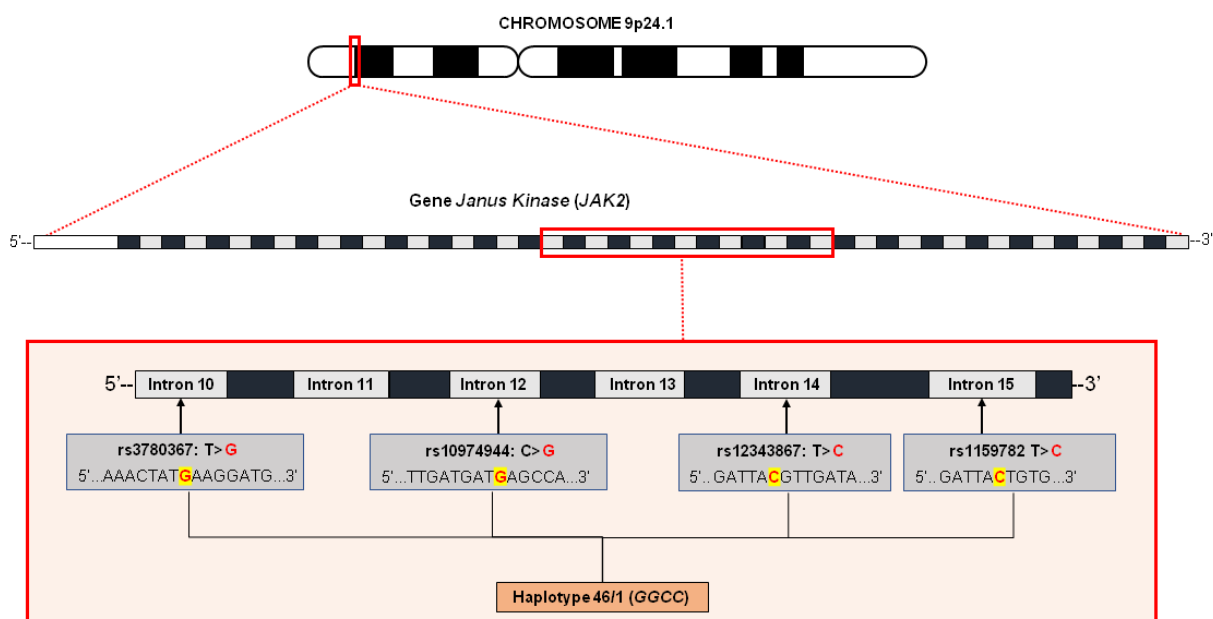 CHROMOSOME 9p24.1
Gene Janus Kinase (JAK2)
5'-- --3'
5'-- Intron 10 Intron 11 Intron 12 Intron 13 Intron 14 Intron 15 --3'
rs3780367: T> G rs10974944: C> G rs12343867: T> C rs1159782 T> C
5'...AAACTATGAAGGATG...3' 5'...TTGATGATGAGCCA...3' 5'.. GATTACGTTGATA...3' 5'.. GATTACTGTG...3'
Haplotype 46/1 (GGCC)